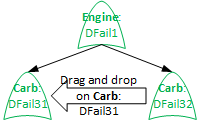 Engine:
DFail1
Carb:
DFail31
Drag and drop
on Carb:
DFail31
Carb:
DFail32